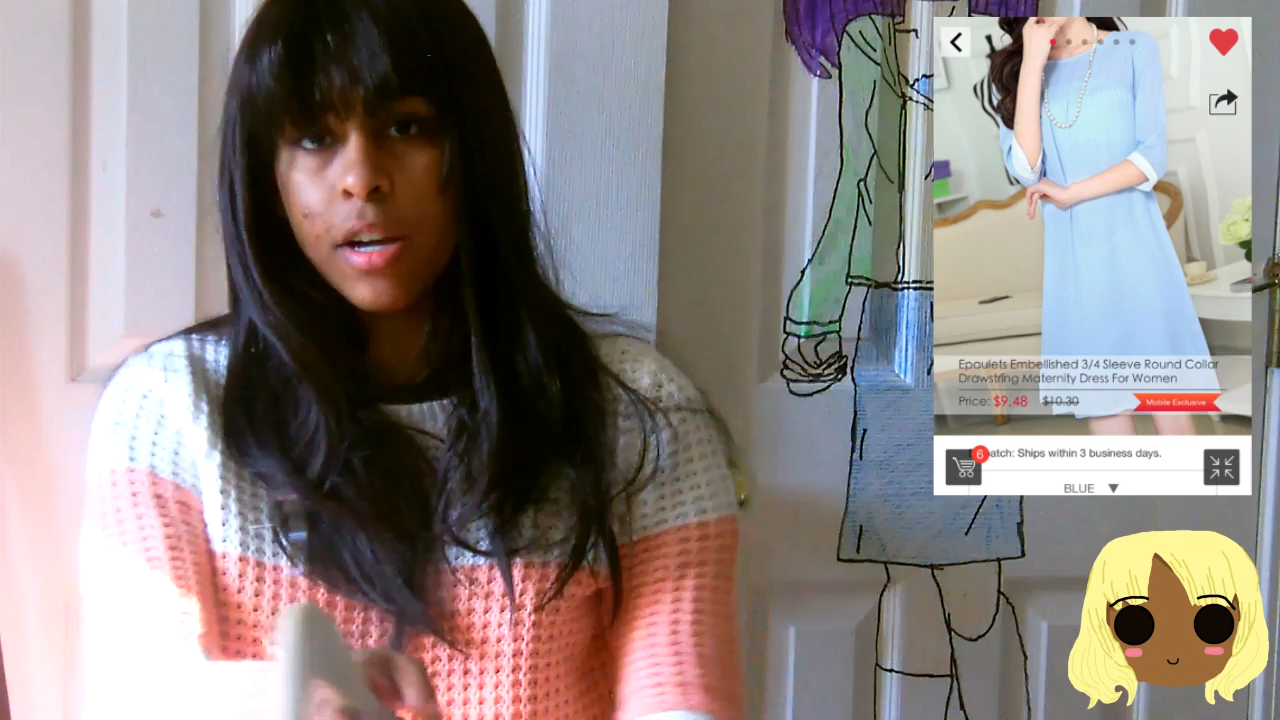 Epaulets Embellished 3/4 Sleeve Round Collar
Drawstring Maternity Dress For Women
Price: $9.48 $10.30
Mobile Exclusive
6
Ships within 3 business days.
BLUE